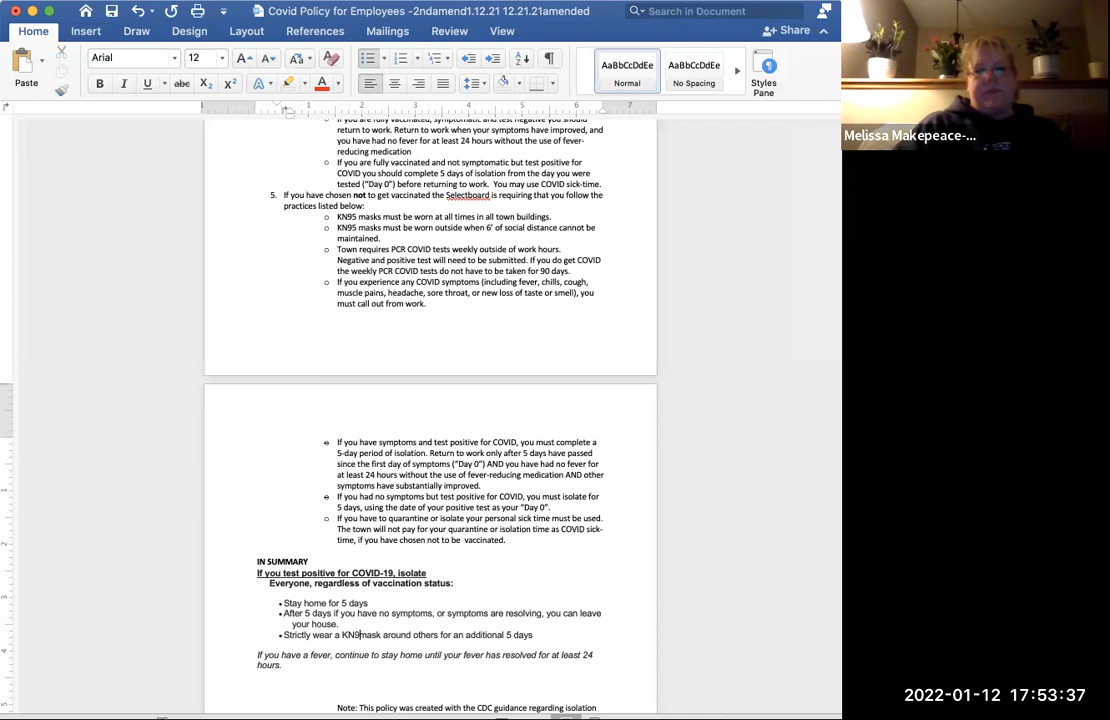 Covid Policy for Employees -2ndamend1.12.21 12.21.21amended
Search in Document
Home
Insert
Draw
Design
Layout
References
Mailings
Review
View
Share
Paste
Arial
12
AaBbCcDdEe
Normal
AaBbCcDdEe
No Spacing
Styles
Pane
return to work. Return to work when your symptoms have improved, and
you have had no fever for at least 24 hours without the use of fever-
reducing medication
o If you are fully vaccinated and not symptomatic but test positive for
COVID you should complete 5 days of isolation from the day you were
tested ("Day 0") before returning to work. You may use COVID sick-time.
5. If you have chosen not to get vaccinated the Selectboard is requiring that you follow the
practices listed below:
o KN95 masks must be worn at all times in all town buildings.
o KN95 masks must be worn outside when 6' of social distance cannot be
maintained.
o Town requires PCR COVID tests weekly outside of work hours.
Negative and positive test will need to be submitted. If you do get COVID
the weekly PCR COVID tests do not have to be taken for 90 days.
o If you experience any COVID symptoms (including fever, chills, cough,
muscle pains, headache, sore throat, or new loss of taste or smell), you
must call out from work.
o If you have symptoms and test positive for COVID, you must complete a
5-day period of isolation. Return to work only after 5 days have passed
since the first day of symptoms ("Day 0") AND you have had no fever for
at least 24 hours without the use of fever-reducing medication AND other
symptoms have substantially improved.
o If you had no symptoms but test positive for COVID, you must isolate for
5 days, using the date of your positive test as your "Day 0".
o If you have to quarantine or isolate your personal sick time must be used.
The town will not pay for your quarantine or isolation time as COVID sick-
time, if you have chosen not to be vaccinated.
IN SUMMARY
If you test positive for COVID-19, isolate
Everyone, regardless of vaccination status:
• Stay home for 5 days
• After 5 days if you have no symptoms, or symptoms are resolving, you can leave
your house.
• Strictly wear a KN9mask around others for an additional 5 days
If you have a fever, continue to stay home until your fever has resolved for at least 24
hours.
Note: This policy was created with the CDC guidance regarding isolation
Melissa Makepeace-...
2022-01-12 17:53:37